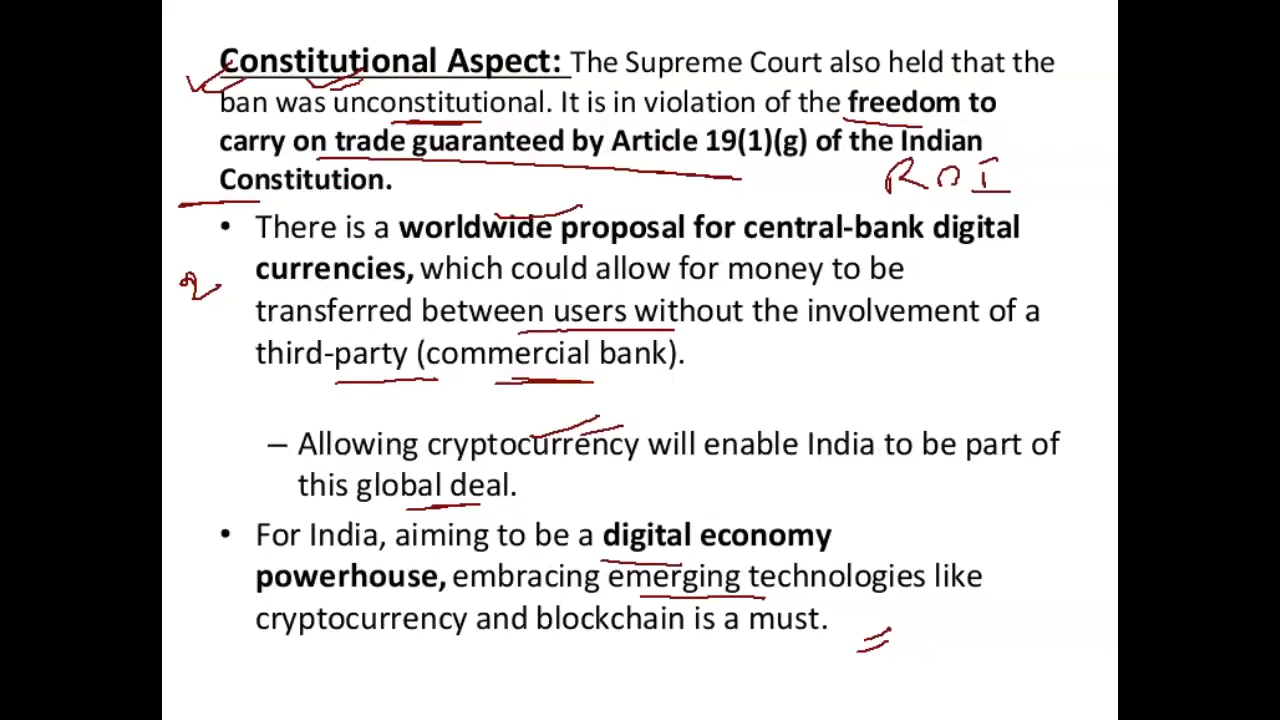 Constitutional Aspect: The Supreme Court also held that the
ban was unconstitutional. It is in violation of the freedom to
carry on trade guaranteed by Article 19(1)(g) of the Indian
Constitution.
ROI
• There is a worldwide proposal for central-bank digital
currencies, which could allow for money to be
2
transferred between users without the involvement of a
third-party (commercial bank).
– Allowing cryptocurrency will enable India to be part of
this global deal.
• For India, aiming to be a digital economy
powerhouse, embracing emerging technologies like
cryptocurrency and blockchain is a must.